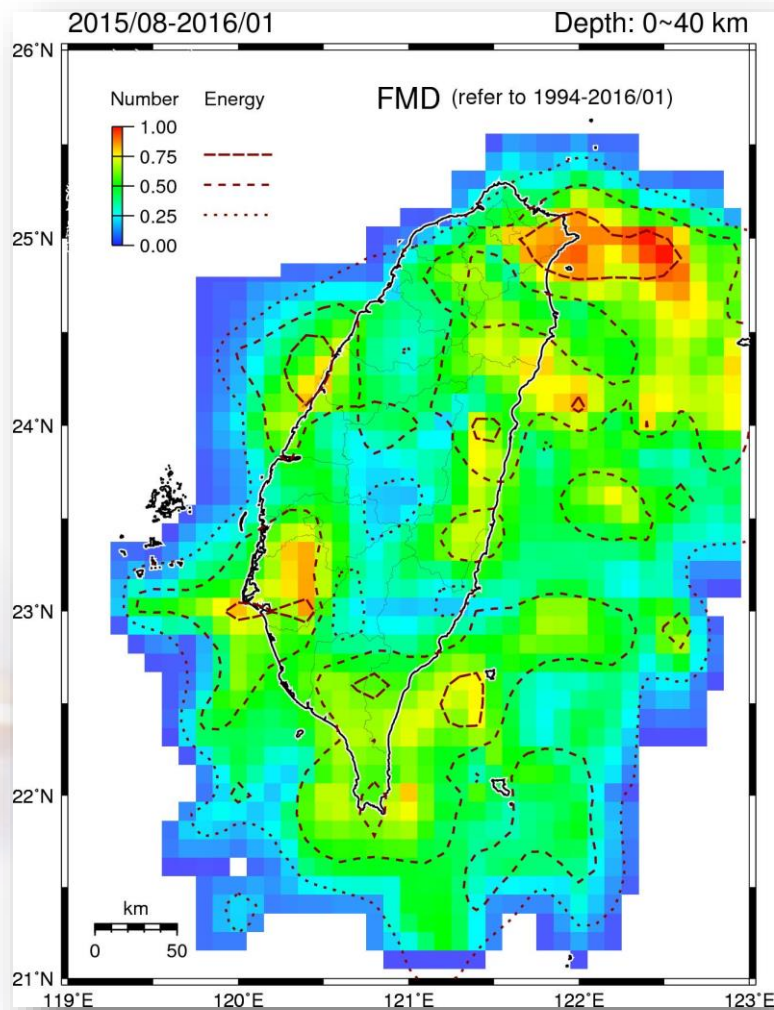 2015/08-2016/01 Depth: 0~40 km
26˚N
Number Energy FMD (refer to 1994-2016/01)
1.00
0.75
0.50
0.25
0.00
25˚N
24˚N
23˚N
22˚N
km
0 50
21˚N
119˚E 120˚E 121˚E 122˚E 123˚E